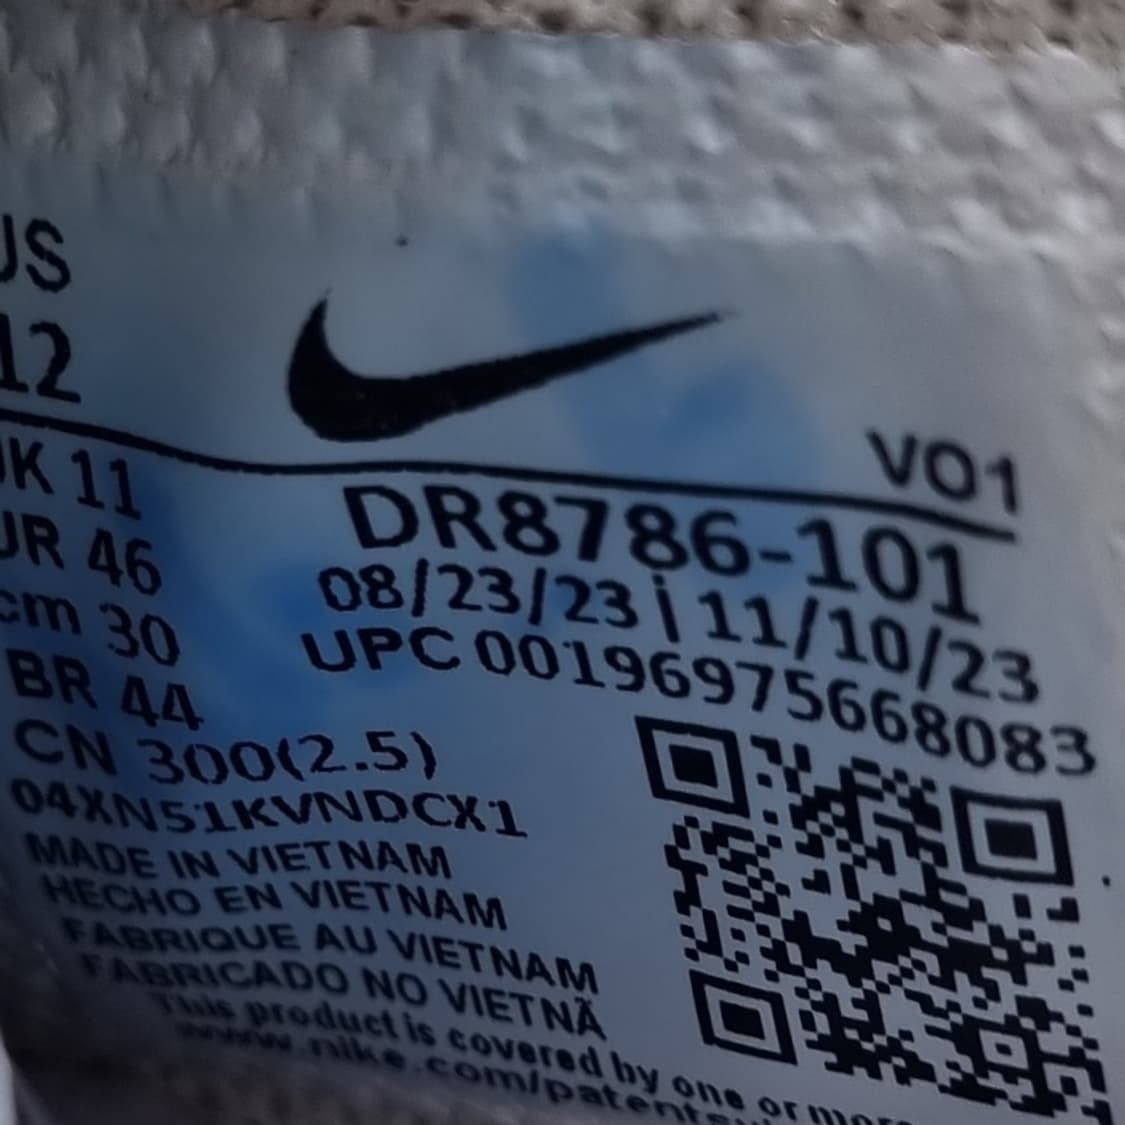 US
12
VO1
UK 11
DR8786-101
UR 46
08/23/23 | 11/10/23
cm 30
UPC 00196975668083
BR 44
CN 300(2.5)
04XN51KVNDCX1
MADE IN VIETNAM
HECHO EN VIETNAM
FABRIQUE AU VIETNAM
FABRICADO NO VIETNÃ
This product is covered by one or more
www.nike.com/patents